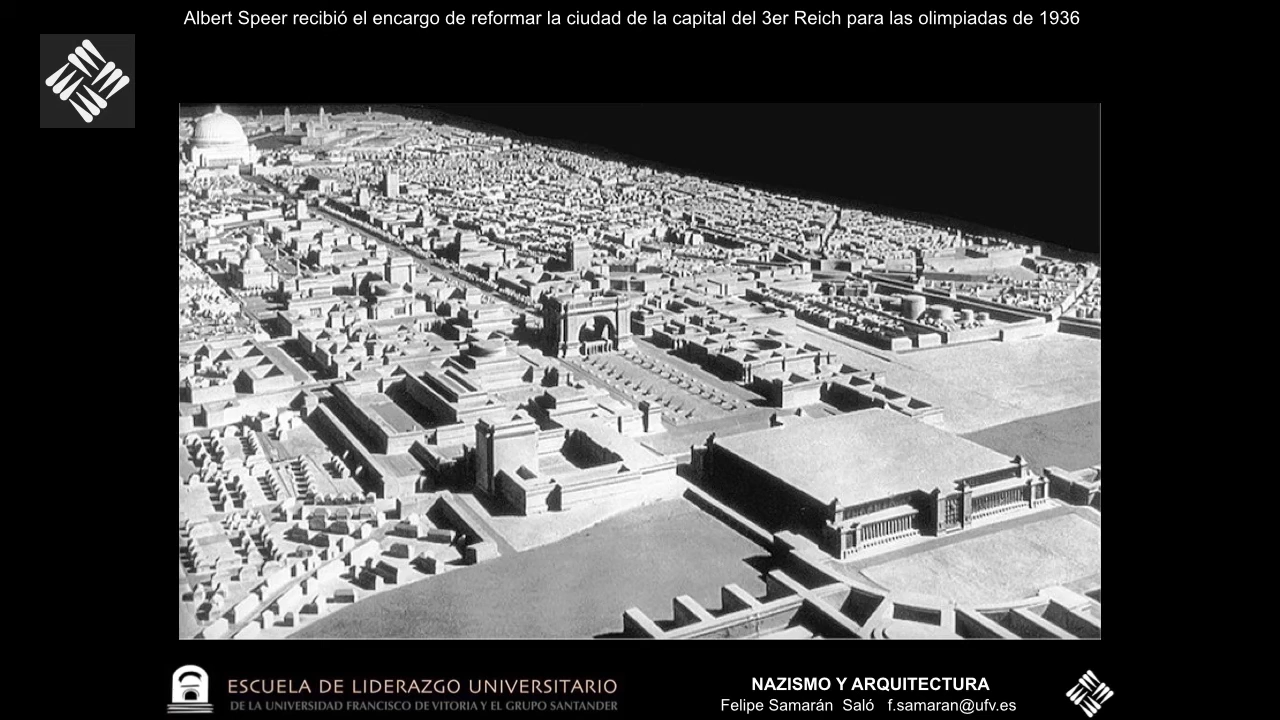 Albert Speer recibió el encargo de reformar la ciudad de la capital del 3er Reich para las olimpiadas de 1936
ESCUELA DE LIDERAZGO UNIVERSITARIO
DE LA UNIVERSIDAD FRANCISCO DE VITORIA Y EL GRUPO SANTANDER
NAZISMO Y ARQUITECTURA
Felipe Samarán Saló f.samaran@ufv.es